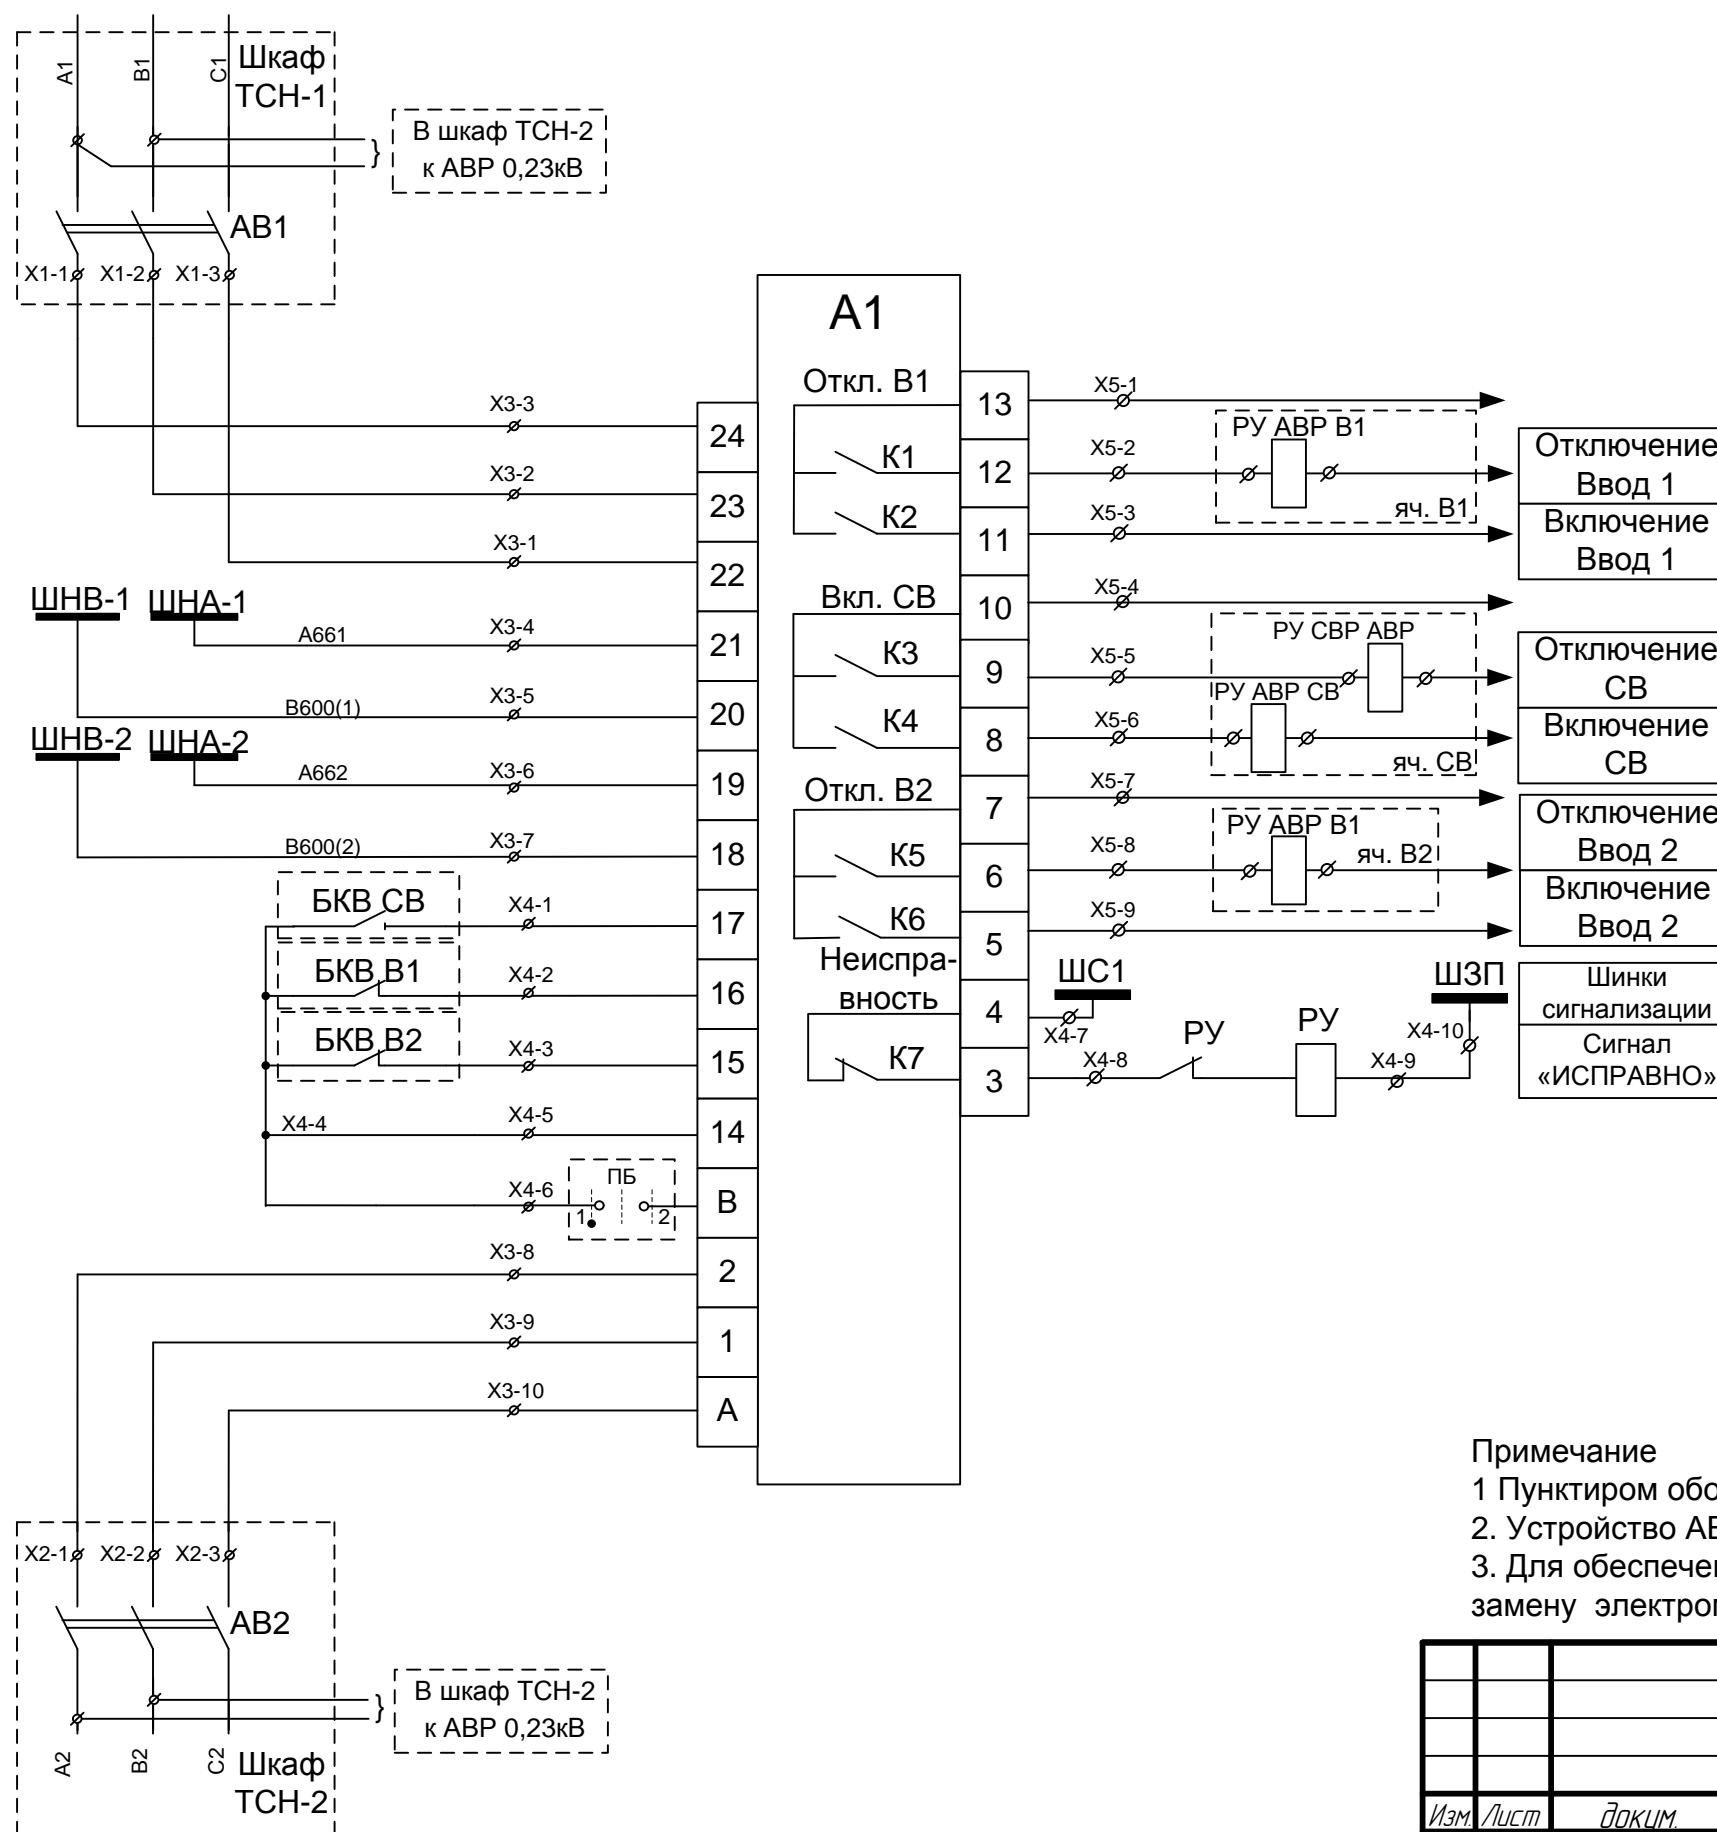 A1
B1
C1
Шкаф
ТСН-1
В шкаф ТСН-2
к АВР 0,23кВ
АВ1
X1-1
X1-2
X1-3
А1
Откл. В1
К1
К2
Вкл. СВ
К3
К4
Откл. В2
К5
К6
Неиспра-
вность
К7
X3-3
24
X3-2
23
X3-1
22
ШНВ-1
ШНА-1
А661
X3-4
21
В600(1)
X3-5
20
ШНВ-2
ШНА-2
А662
X3-6
19
В600(2)
X3-7
18
БКВ СВ
X4-1
17
БКВ В1
X4-2
16
БКВ В2
X4-3
15
X4-4
X4-5
14
X4-6
ПБ
1
2
В
X3-8
2
X3-9
1
X3-10
А
13
X5-1
12
X5-2
РУ АВР В1
яч. В1
11
X5-3
10
X5-4
9
X5-5
РУ СВР АВР
8
X5-6
РУ АВР СВ
яч. СВ
7
X5-7
6
X5-8
РУ АВР В1
яч. В2
5
X5-9
4
X4-7
ШС1
3
X4-8
РУ
РУ
X4-9
X4-10
ШЗП
Отключение
Ввод 1
Включение
Ввод 1
Отключение
СВ
Включение
СВ
Отключение
Ввод 2
Включение
Ввод 2
Шинки
сигнализации
Сигнал
«ИСПРАВНО»
X2-1
X2-2
X2-3
АВ2
В шкаф ТСН-2
к АВР 0,23кВ
A2
B2
C2
Шкаф
ТСН-2
Примечание
1 Пунктиром обо
2. Устройство АВ
3. Для обеспечен
замену электро
Изм.
Лист
докум.